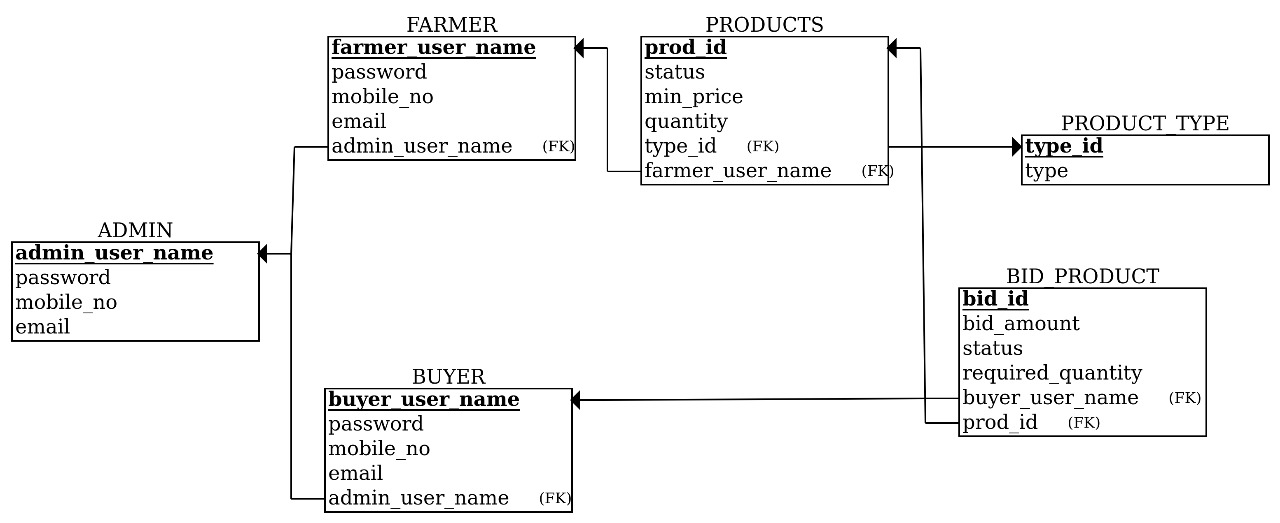 FARMER
farmer_user_name
password
mobile_no
email
admin_user_name (FK)
PRODUCTS
prod_id
status
min_price
quantity
type_id (FK)
farmer_user_name (FK)
PRODUCT_TYPE
type_id
type
ADMIN
admin_user_name
password
mobile_no
email
BID_PRODUCT
bid_id
bid_amount
status
required_quantity
buyer_user_name (FK)
prod_id (FK)
BUYER
buyer_user_name
password
mobile_no
email
admin_user_name (FK)